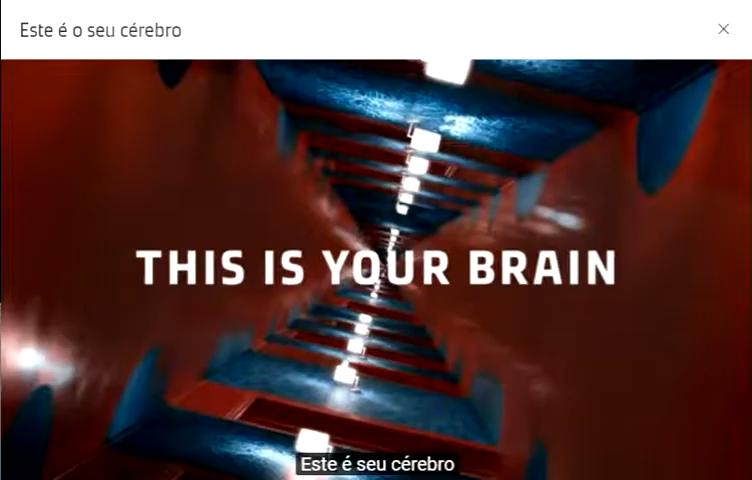 Este é o seu cérebro
THIS IS YOUR BRAIN
Este é seu cérebro